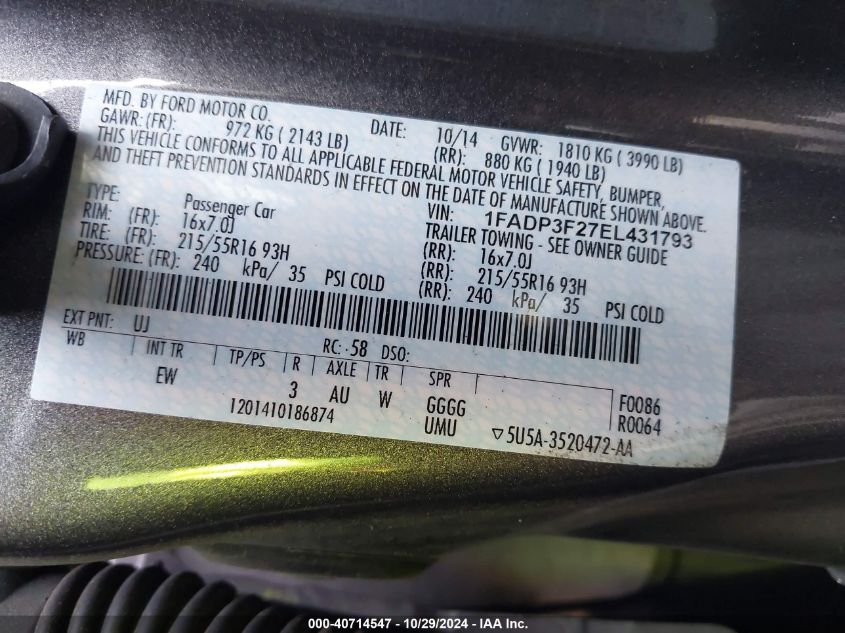 MFD. BY FORD MOTOR CO.
DATE: 10/14 GVWR: 1810 KG ( 3990 LB)
GAWR: (FR): 972 KG ( 2143 LB) (RR): 880 KG ( 1940 LB)
THIS VEHICLE CONFORMS TO ALL APPLICABLE FEDERAL MOTOR VEHICLE SAFETY, BUMPER,
AND THEFT PREVENTION STANDARDS IN EFFECT ON THE DATE OF MANUFACTURE SHOWN ABOVE.
VIN: 1FADP3F27EL431793
TYPE: Passenger Car TRAILER TOWING - SEE OWNER GUIDE
RIM: (FR): 16x7.0J (RR): 16x7.0J
TIRE: (FR): 215/55R16 93H (RR): 215/55R16 93H
PRESSURE: (FR): 240 kPa/ 35 PSI COLD (RR): 240 kPa/ 35 PSI COLD
EXT PNT: UJ RC: 58 DSO:
WB INT TR TP/PS R AXLE TR SPR
EW 3 AU W GGGG F0086
1201410186874 UMU ▽5U5A-3520472-AA R0064
000-40714547 - 10/29/2024 - IAA Inc.